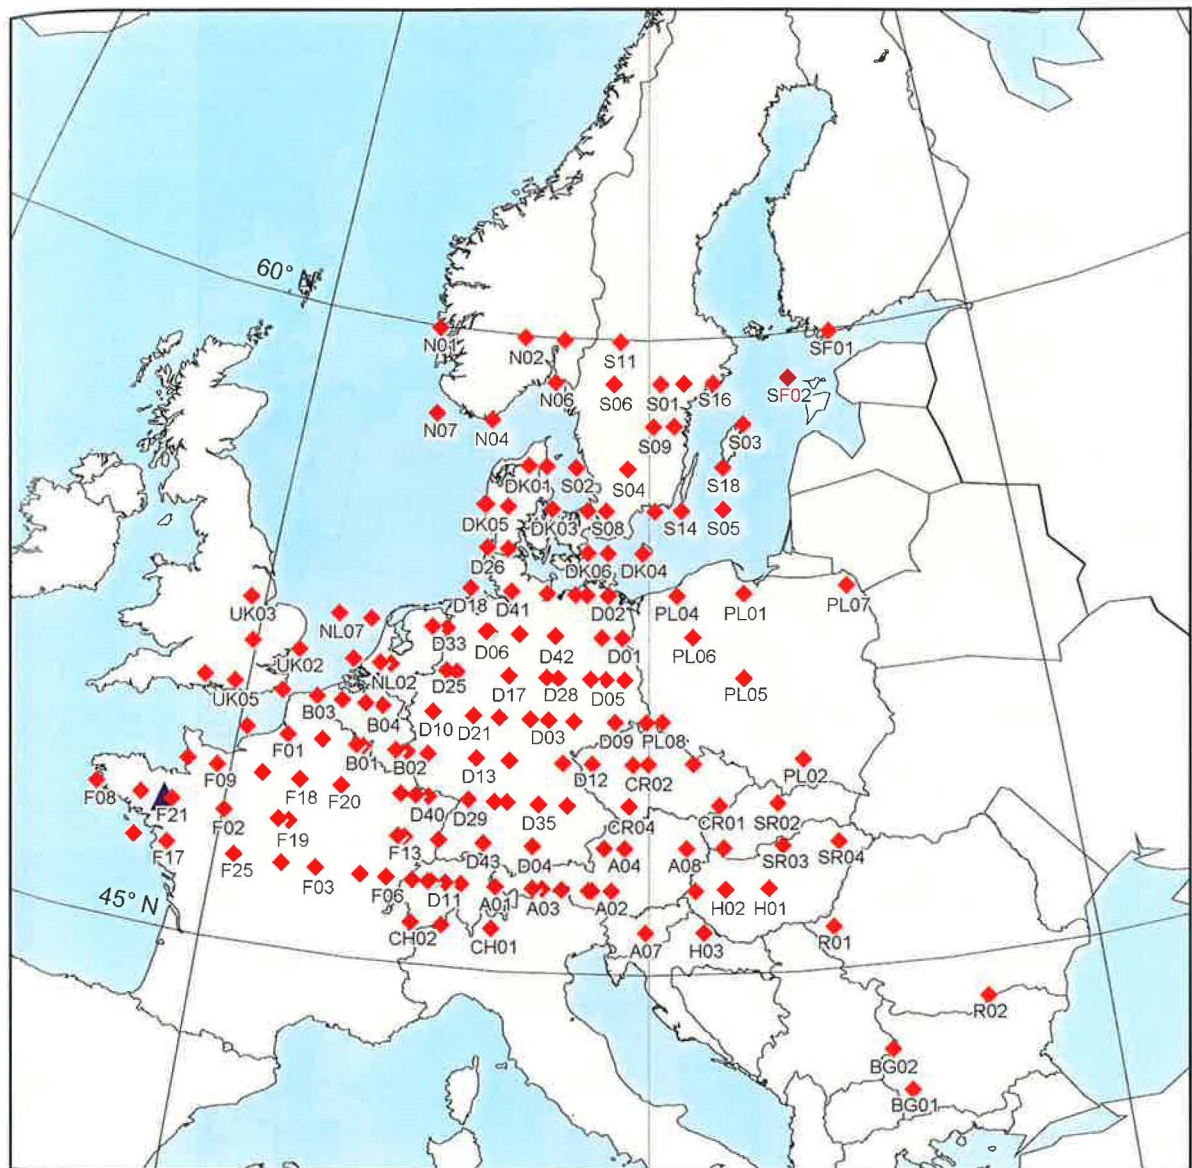 60° N
N01
N02
S11
SF01
N06
S06
S01
S16
SF02
N07
N04
S09
S03
DK01
S02
S04
S18
DK05
DK03
S08
S14
S05
D26
DK06
DK04
UK03
NL07
D18
D41
D02
PL04
PL01
PL07
UK02
D33
D06
D42
D01
PL06
UK05
NL02
D25
D17
D28
D05
PL05
B03
B04
D10
D21
D03
D09
PL08
F01
B01
B02
F09
D13
D12
CR02
PL02
F08
F18
F20
F21
F02
F19
D40
D29
D35
CR04
CR01
SR02
F17
F25
F13
D43
D04
A04
A08
SR03
SR04
45° N
F03
F06
D11
A01
A03
A02
H02
H01
CH02
CH01
A07
H03
R01
R02
BG02
BG01